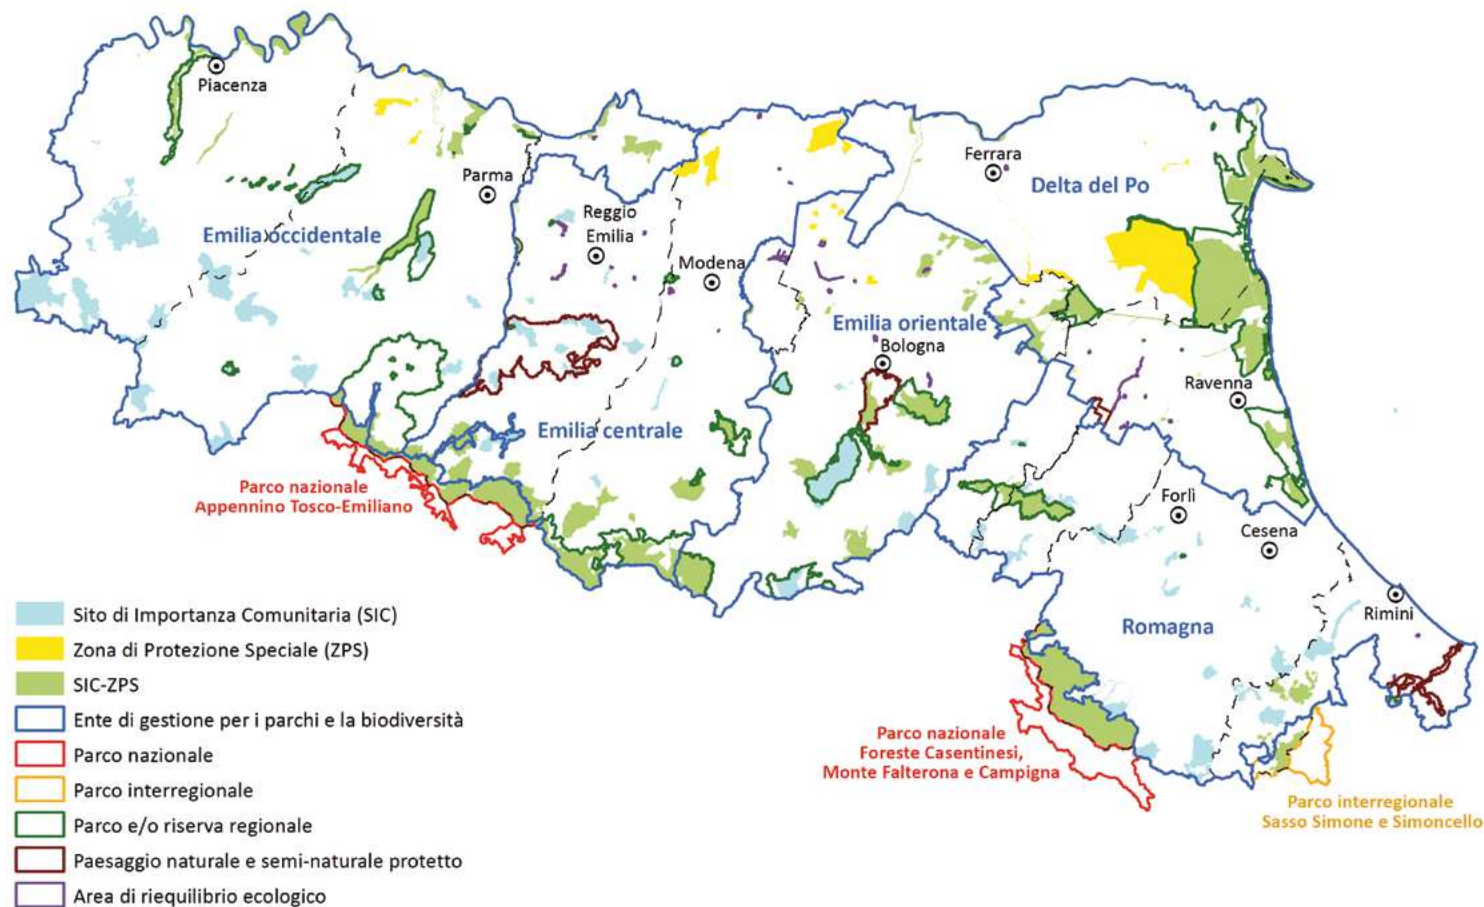 Piacenza
Ferrara
Parma
Delta del Po
Reggio
Emilia
Emilia occidentale
Modena
Emilia orientale
Bologna
Ravenna
Emilia centrale
Parco nazionale
Appennino Tosco-Emiliano
Forlì
Cesena
Rimini
Romagna
Parco nazionale
Foreste Casentinesi,
Monte Falterona e Campigna
Parco interregionale
Sasso Simone e Simoncello
Sito di Importanza Comunitaria (SIC)
Zona di Protezione Speciale (ZPS)
SIC-ZPS
Ente di gestione per i parchi e la biodiversità
Parco nazionale
Parco interregionale
Parco e/o riserva regionale
Paesaggio naturale e semi-naturale protetto
Area di riequilibrio ecologico